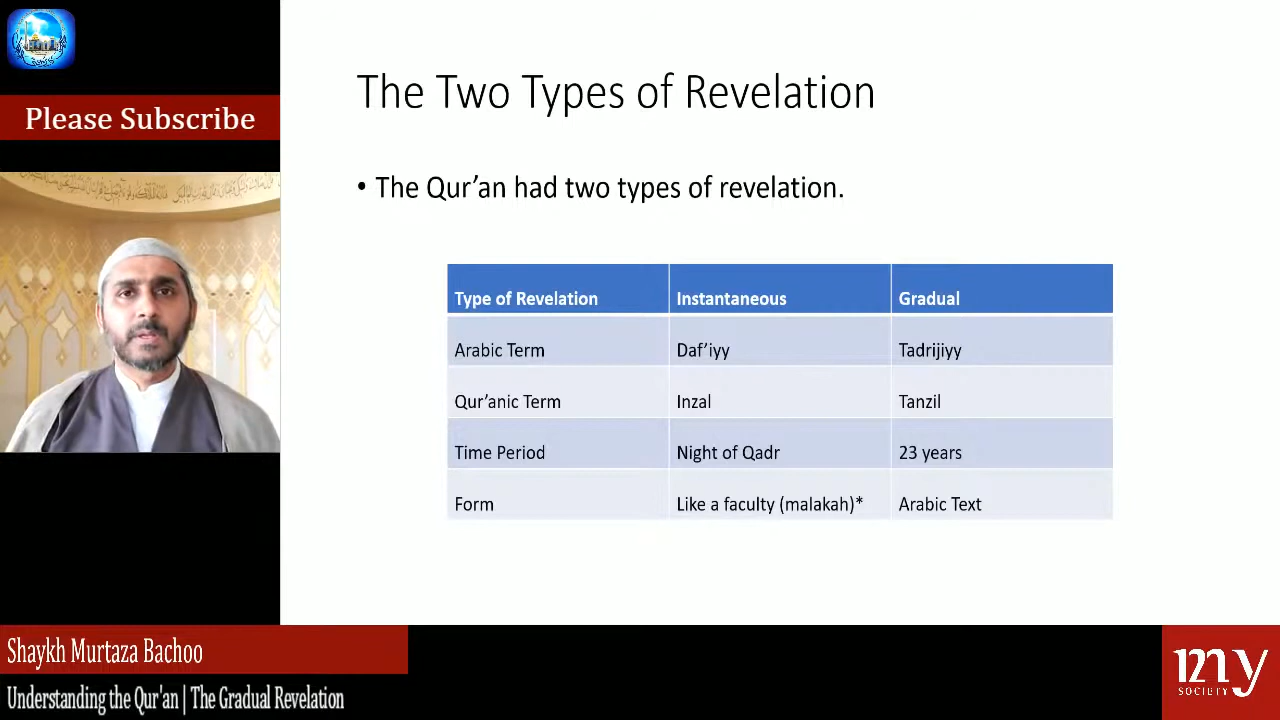 Please Subscribe
The Two Types of Revelation
• The Qur’an had two types of revelation.
Type of Revelation Instantaneous Gradual
Arabic Term Daf’iyy Tadrijiyy
Qur’anic Term Inzal Tanzil
Time Period Night of Qadr 23 years
Form Like a faculty (malakah)* Arabic Text
Shaykh Murtaza Bachoo
Understanding the Qur'an | The Gradual Revelation
my
SOCIETY